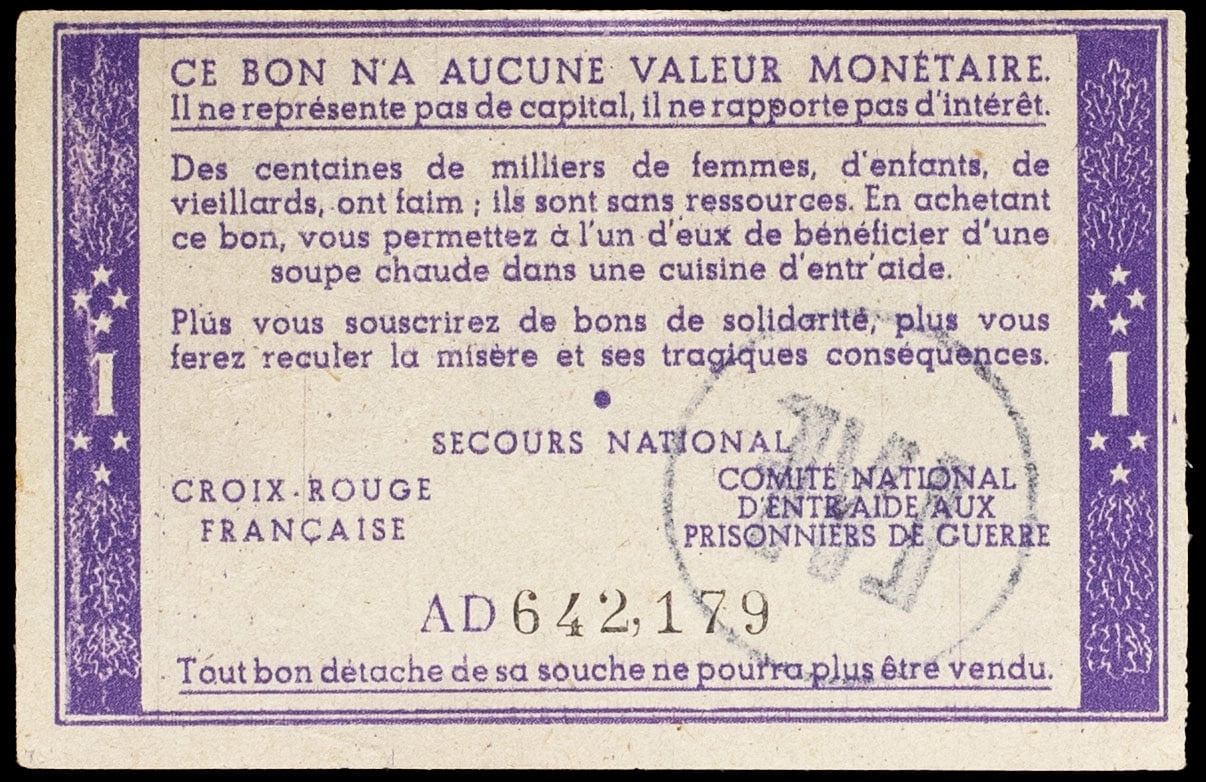 CE BON N'A AUCUNE VALEUR MONÉTAIRE.
Il ne représente pas de capital, il ne rapporte pas d'intérêt.
Des centaines de milliers de femmes, d'enfants, de
vieillards, ont faim ; ils sont sans ressources. En achetant
ce bon, vous permettez à l'un d'eux de bénéficier d'une
soupe chaude dans une cuisine d'entr'aide.
Plus vous souscrirez de bons de solidarité, plus vous
ferez reculer la misère et ses tragiques conséquences.
1
1
SECOURS NATIONAL
CROIX-ROUGE
FRANÇAISE
COMITÉ NATIONAL
D'ENTR'AIDE AUX
PRISONNIERS DE GUERRE
AD 642,179
Tout bon détaché de sa souche ne pourra plus être vendu.